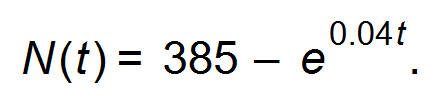 N(t) = 385 – e^{0.04t}.